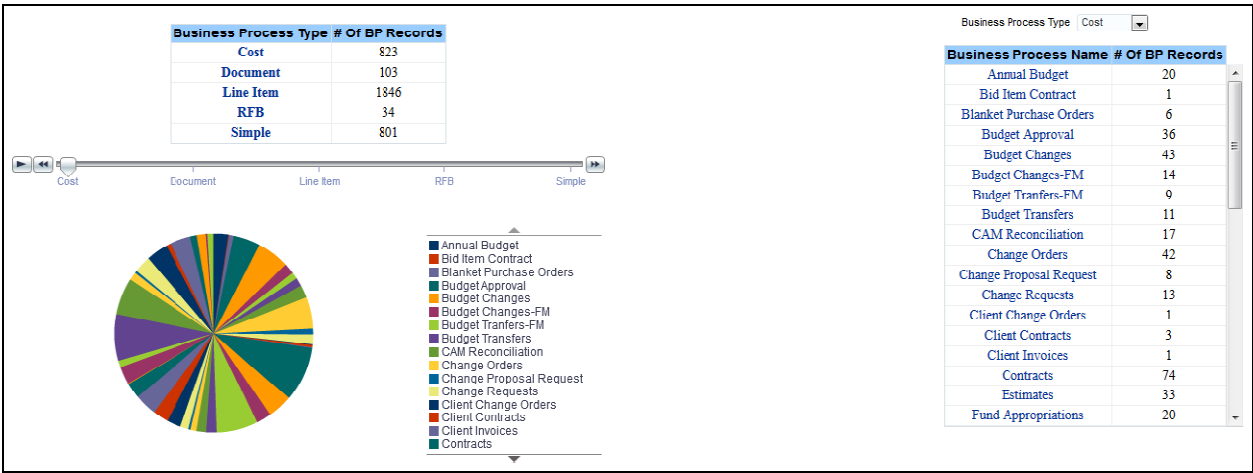 Business Process Type # Of BP Records
Cost 823
Document 103
Line Item 1846
RFB 34
Simple 801
Cost Document Line Item RFB Simple
Annual Budget
Bid Item Contract
Blanket Purchase Orders
Budget Approval
Budget Changes
Budget Changes-FM
Budget Tranfers-FM
Budget Transfers
CAM Reconciliation
Change Orders
Change Proposal Request
Change Requests
Client Change Orders
Client Contracts
Client Invoices
Contracts
Business Process Type Cost
Business Process Name # Of BP Records
Annual Budget 20
Bid Item Contract 1
Blanket Purchase Orders 6
Budget Approval 36
Budget Changes 43
Budget Changes-FM 14
Budget Tranfers-FM 9
Budget Transfers 11
CAM Reconciliation 17
Change Orders 42
Change Proposal Request 8
Change Requests 13
Client Change Orders 1
Client Contracts 3
Client Invoices 1
Contracts 74
Estimates 33
Fund Appropriations 20